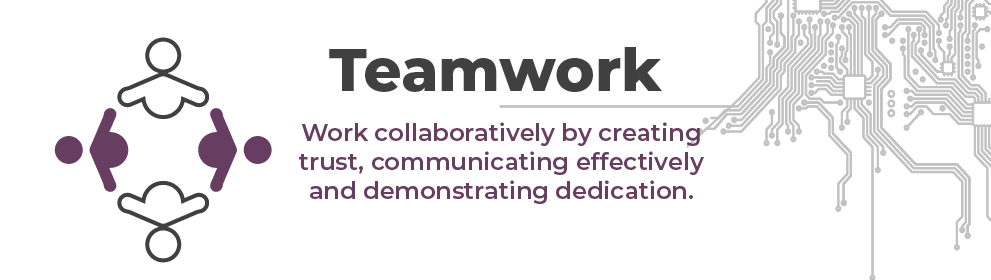 Teamwork
Work collaboratively by creating
trust, communicating effectively
and demonstrating dedication.